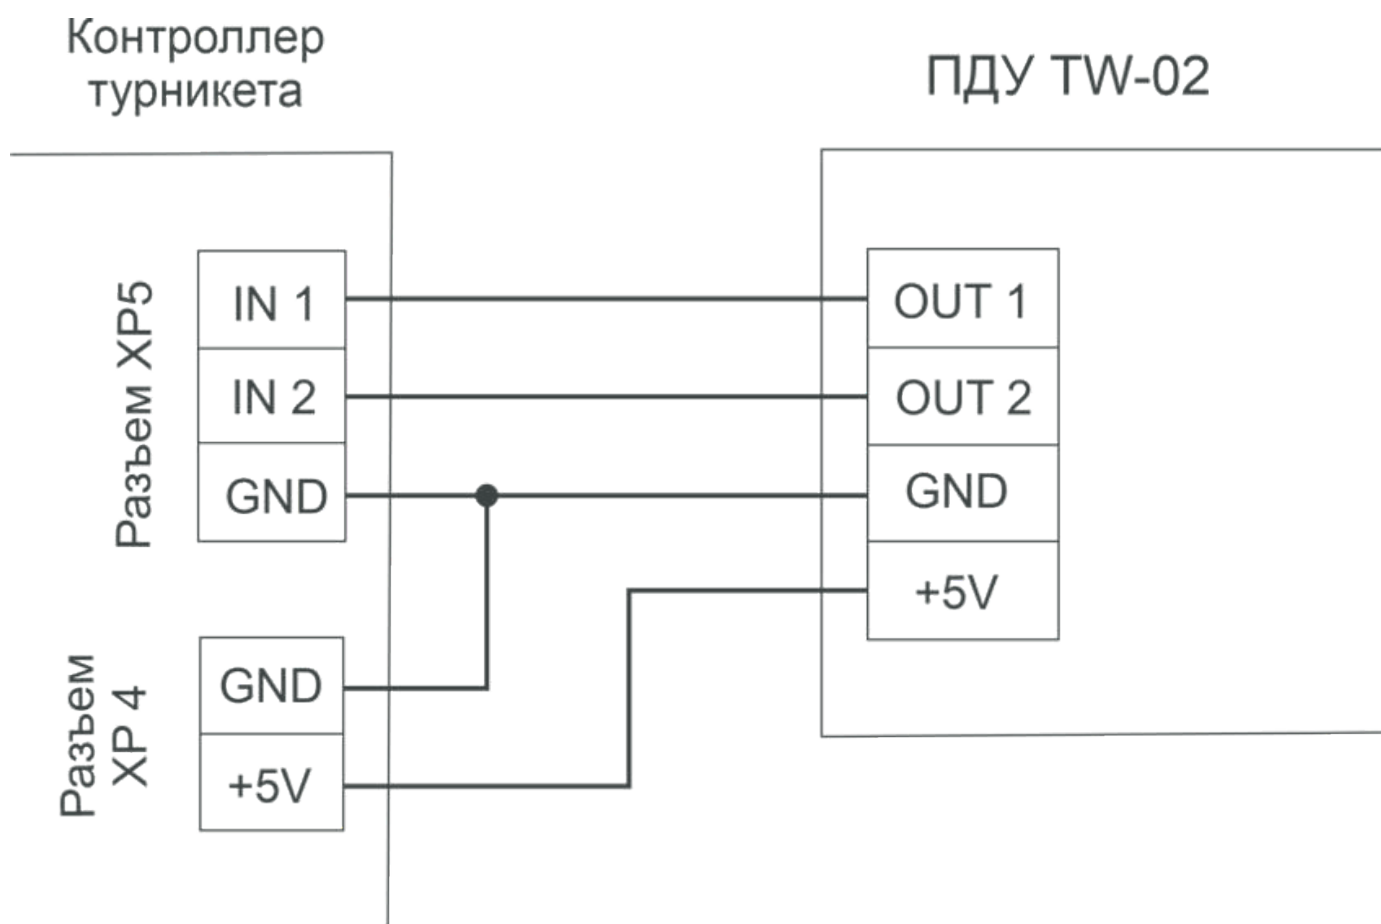 Контроллер
турникета
ПДУ TW-02
Разъем XP5
IN 1
IN 2
GND
OUT 1
OUT 2
GND
+5V
Разъем
XP 4
GND
+5V